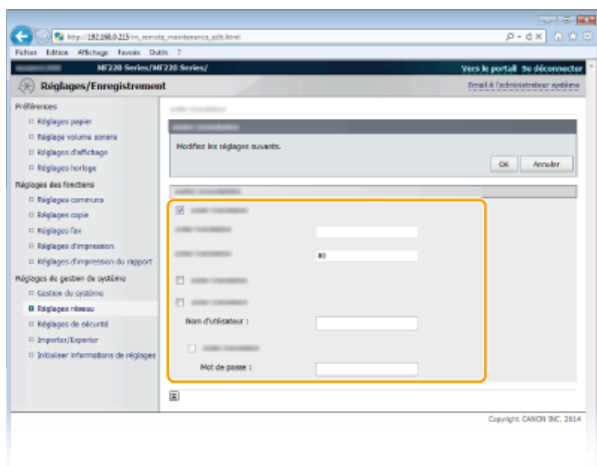 http://192.168.0.215/m_remote_maintenance_edit.html
Fichier Edition Affichage Favoris Outils ?
MF220 Series/MF220 Series/
Vers le portail Se déconnecter
Réglages/Enregistrement
Email à l'administrateur système
Préférences
Réglages papier
Réglage volume sonore
Réglages d'affichage
Réglages horloge
Réglages des fonctions
Réglages communs
Réglages copie
Réglages fax
Réglages d'impression
Réglages d'impression du rapport
Réglages de gestion de système
Gestion du système
Réglages réseau
Réglages de sécurité
Importer/Exporter
Initialiser informations de réglages
Modifiez les réglages suivants.
OK Annuler
80
Nom d'utilisateur :
Mot de passe :
Copyright CANON INC. 2014